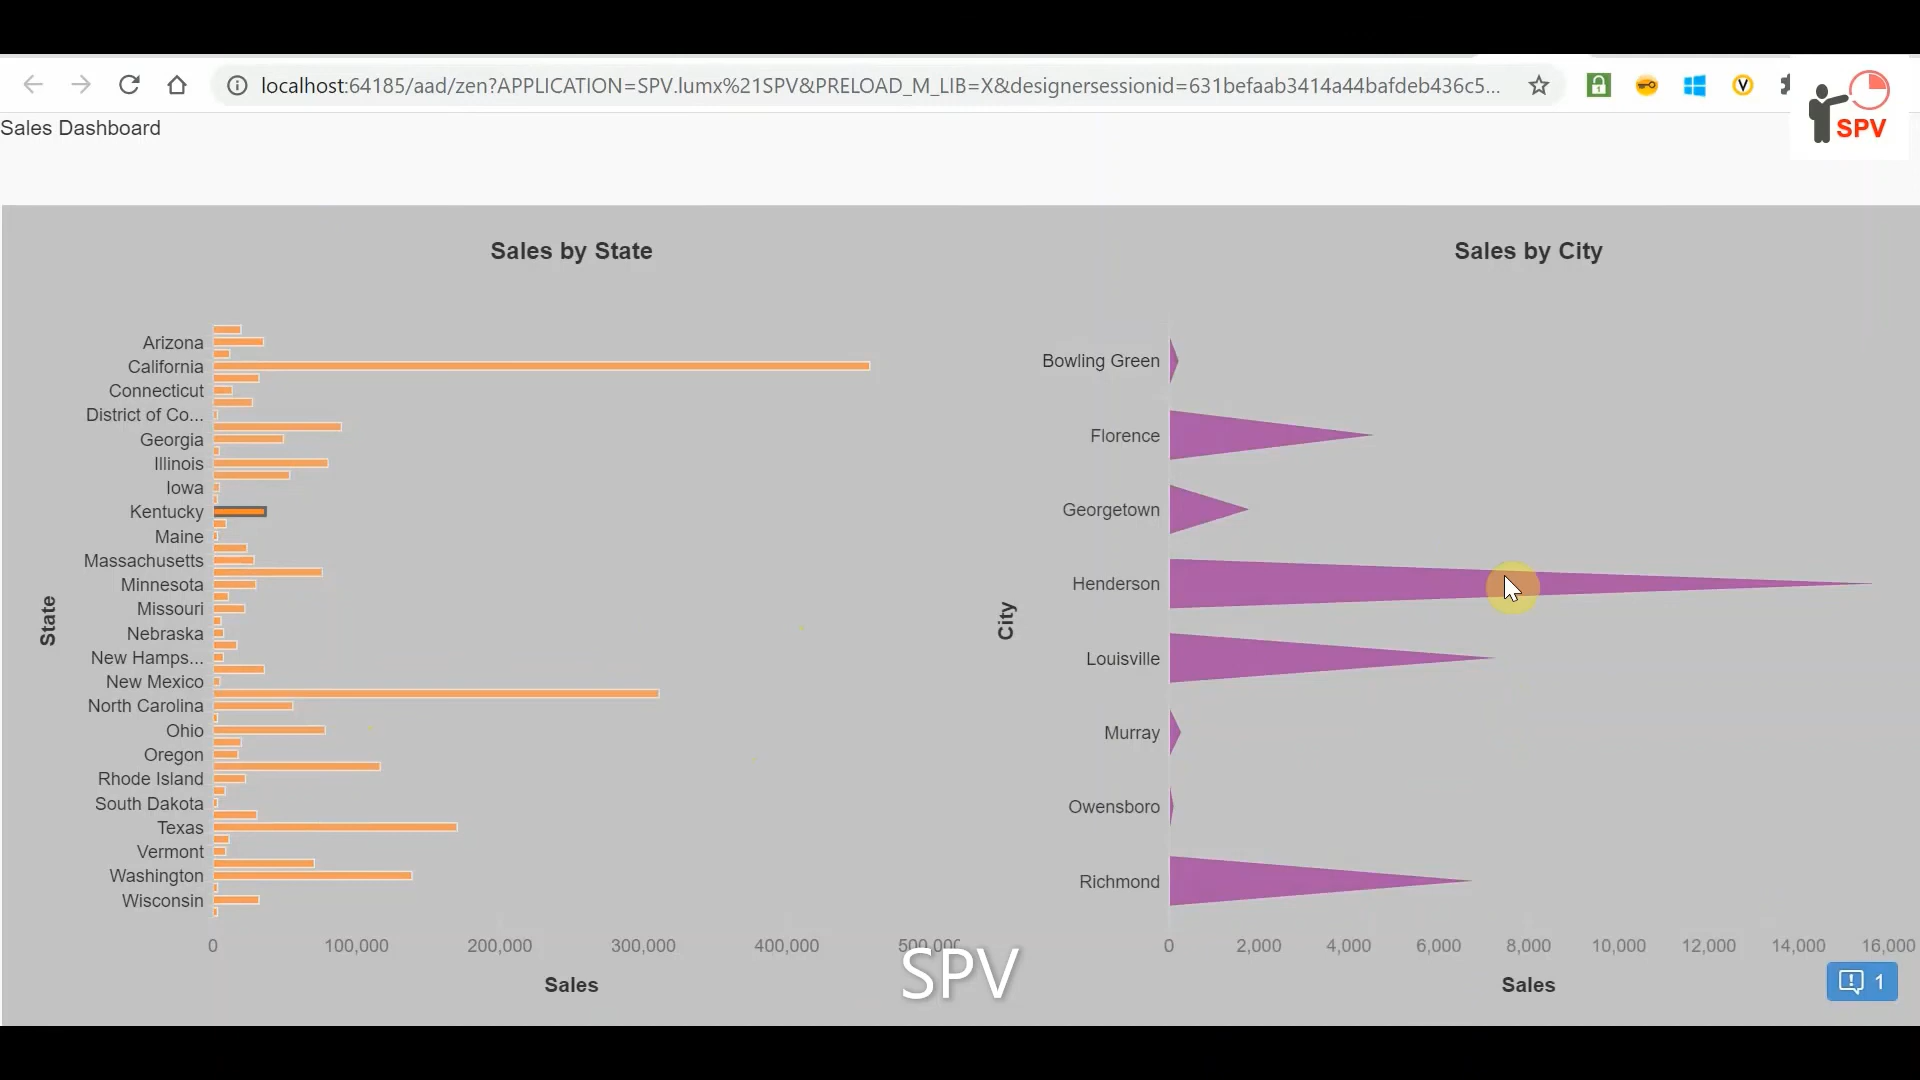 localhost:64185/aad/zen?APPLICATION=SPV.lumx%21SPV&PRELOAD_M_LIB=X&designersessionid=631befaab3414a44bafdeb436c5...
SPV
Sales Dashboard
Sales by State
Arizona
California
Connecticut
District of Co...
Georgia
Illinois
Iowa
Kentucky
Maine
Massachusetts
Minnesota
Missouri
Nebraska
New Hamps...
New Mexico
North Carolina
Ohio
Oregon
Rhode Island
South Dakota
Texas
Vermont
Washington
Wisconsin
State
0 100,000 200,000 300,000 400,000 500,000
Sales
Sales by City
Bowling Green
Florence
Georgetown
Henderson
Louisville
Murray
Owensboro
Richmond
City
0 2,000 4,000 6,000 8,000 10,000 12,000 14,000 16,000
Sales
SPV
1